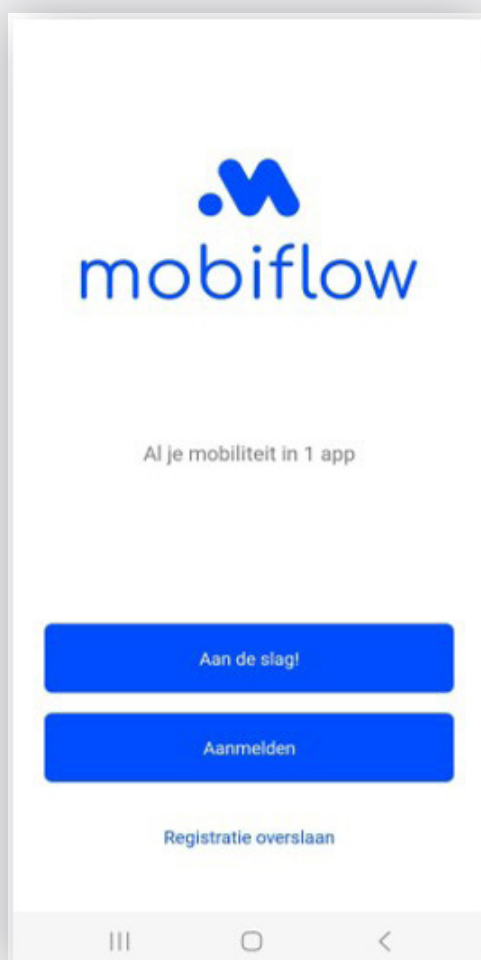 mobiflow
Al je mobiliteit in 1 app
Aan de slag!
Aanmelden
Registratie overslaan